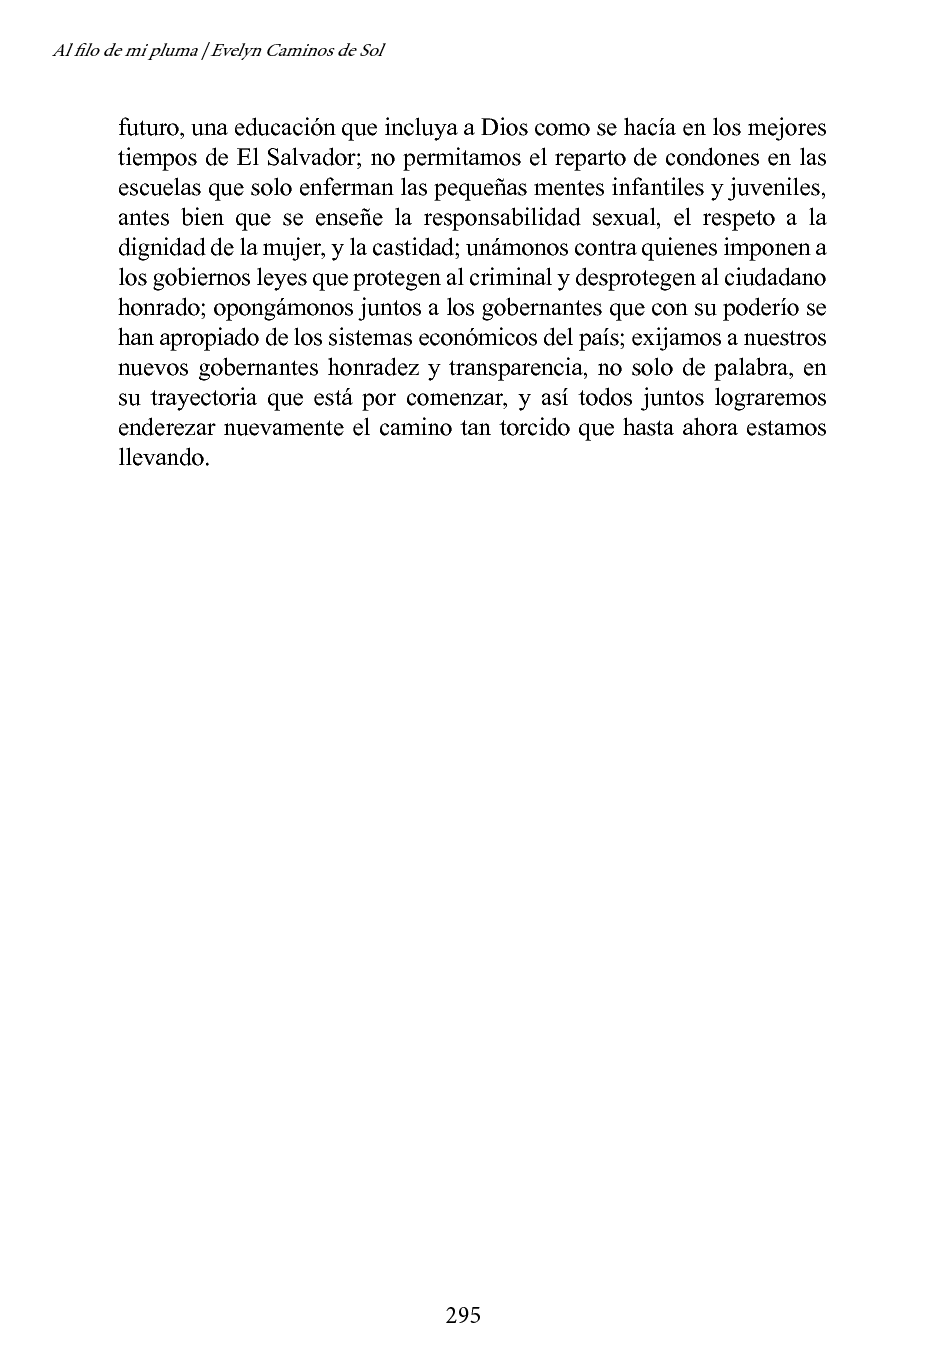 Al filo de mi pluma / Evelyn Caminos de Sol
futuro, una educación que incluya a Dios como se hacía en los mejores
tiempos de El Salvador; no permitamos el reparto de condones en las
escuelas que solo enferman las pequeñas mentes infantiles y juveniles,
antes bien que se enseñe la responsabilidad sexual, el respeto a la
dignidad de la mujer, y la castidad; unámonos contra quienes imponen a
los gobiernos leyes que protegen al criminal y desprotegen al ciudadano
honrado; opongámonos juntos a los gobernantes que con su poderío se
han apropiado de los sistemas económicos del país; exijamos a nuestros
nuevos gobernantes honradez y transparencia, no solo de palabra, en
su trayectoria que está por comenzar, y así todos juntos lograremos
enderezar nuevamente el camino tan torcido que hasta ahora estamos
llevando.
295